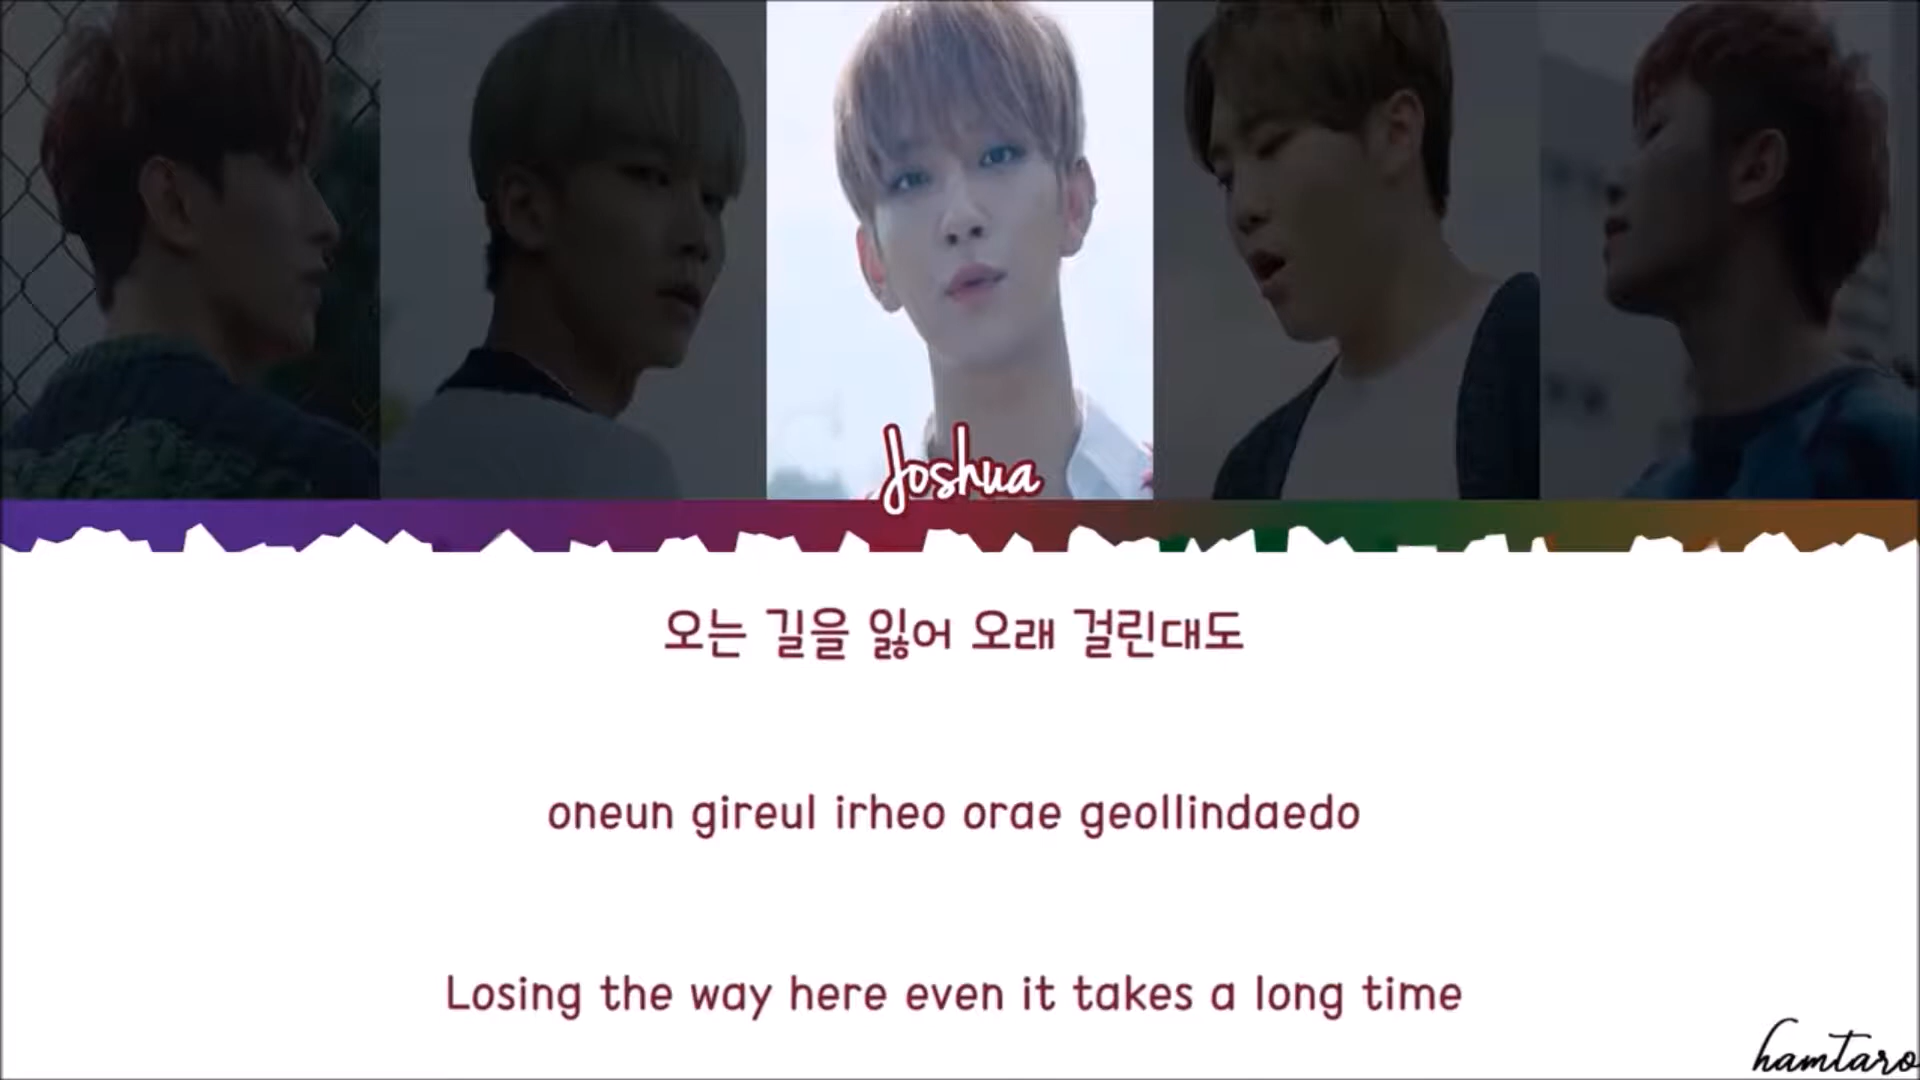 Joshua
오는 길을 잃어 오래 걸린대도
oneun gireul irheo orae geollindaedo
Losing the way here even it takes a long time
hamtaro